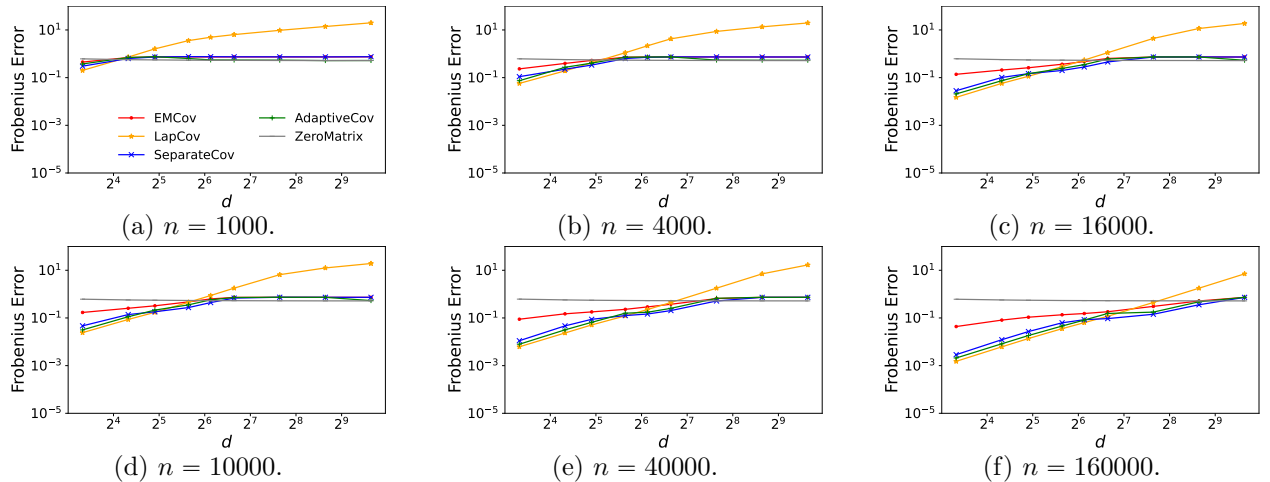 Frobenius Error
10^1
10^-1
10^-3
10^-5
EMCov
LapCov
SeparateCov
AdaptiveCov
ZeroMatrix
2^4 2^5 2^6 2^7 2^8 2^9
d
(a) n = 1000.
Frobenius Error
10^1
10^-1
10^-3
10^-5
2^4 2^5 2^6 2^7 2^8 2^9
d
(b) n = 4000.
Frobenius Error
10^1
10^-1
10^-3
10^-5
2^4 2^5 2^6 2^7 2^8 2^9
d
(c) n = 16000.
Frobenius Error
10^1
10^-1
10^-3
10^-5
2^4 2^5 2^6 2^7 2^8 2^9
d
(d) n = 10000.
Frobenius Error
10^1
10^-1
10^-3
10^-5
2^4 2^5 2^6 2^7 2^8 2^9
d
(e) n = 40000.
Frobenius Error
10^1
10^-1
10^-3
10^-5
2^4 2^5 2^6 2^7 2^8 2^9
d
(f) n = 160000.